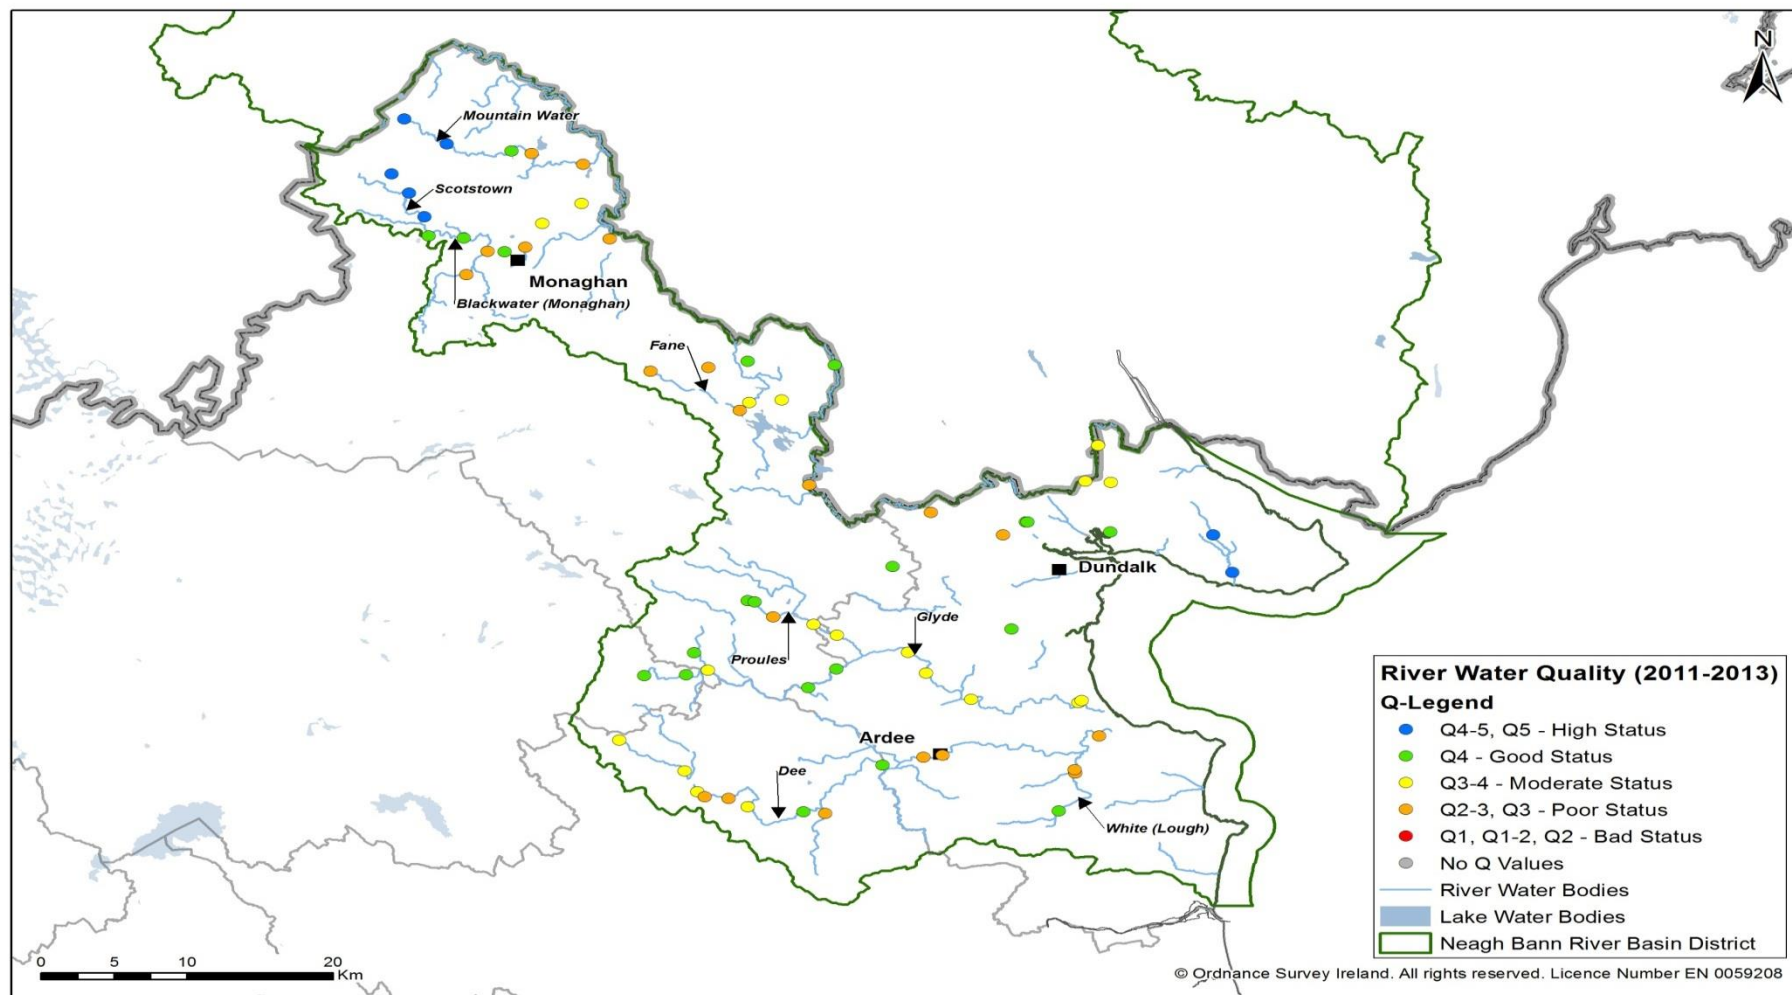 N
Mountain Water
Scotstown
Monaghan
Blackwater (Monaghan)
Fane
Dundalk
Glyde
Proules
Ardee
Dee
White (Lough)
River Water Quality (2011-2013)
Q-Legend
Q4-5, Q5 - High Status
Q4 - Good Status
Q3-4 - Moderate Status
Q2-3, Q3 - Poor Status
Q1, Q1-2, Q2 - Bad Status
No Q Values
River Water Bodies
Lake Water Bodies
Neagh Bann River Basin District
0 5 10 20
Km
© Ordnance Survey Ireland. All rights reserved. Licence Number EN 0059208